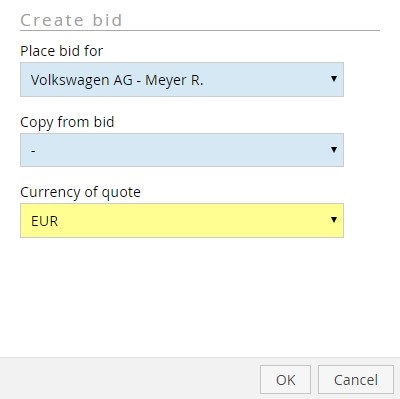 Create bid
Place bid for
Volkswagen AG - Meyer R.
Copy from bid
-
Currency of quote
EUR
OK Cancel